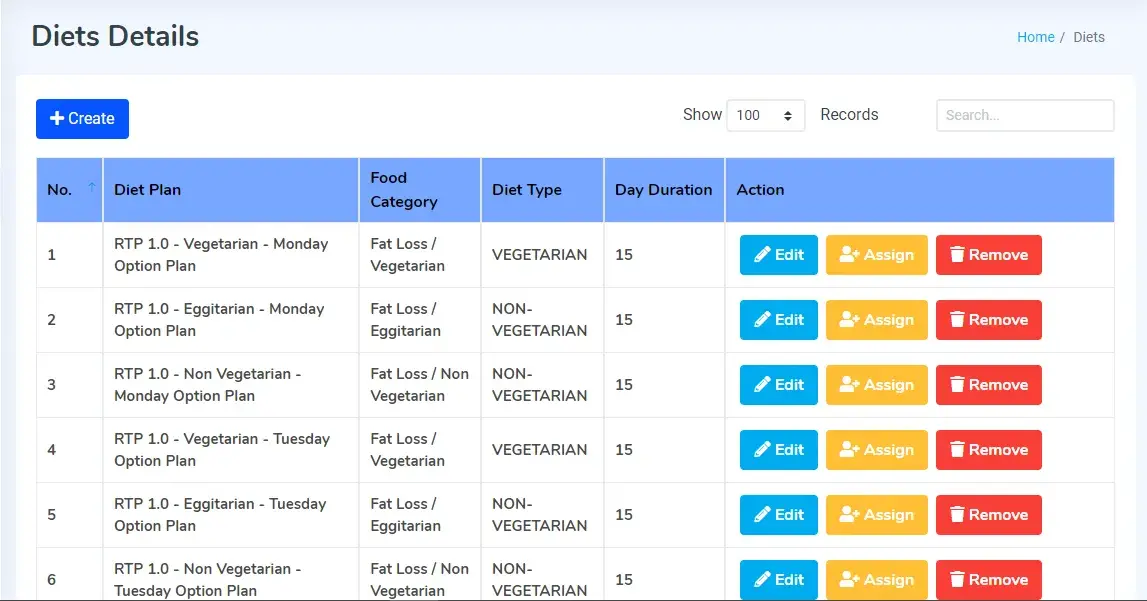 Diets Details
Home / Diets
Create
Show 100 Records
Search...
No. Diet Plan Food Category Diet Type Day Duration Action
1 RTP 1.0 - Vegetarian - Monday Option Plan Fat Loss / Vegetarian VEGETARIAN 15 Edit Assign Remove
2 RTP 1.0 - Eggitarian - Monday Option Plan Fat Loss / Eggitarian NON-VEGETARIAN 15 Edit Assign Remove
3 RTP 1.0 - Non Vegetarian - Monday Option Plan Fat Loss / Non Vegetarian NON-VEGETARIAN 15 Edit Assign Remove
4 RTP 1.0 - Vegetarian - Tuesday Option Plan Fat Loss / Vegetarian VEGETARIAN 15 Edit Assign Remove
5 RTP 1.0 - Eggitarian - Tuesday Option Plan Fat Loss / Eggitarian NON-VEGETARIAN 15 Edit Assign Remove
6 RTP 1.0 - Non Vegetarian - Tuesday Option Plan Fat Loss / Non Vegetarian NON-VEGETARIAN 15 Edit Assign Remove